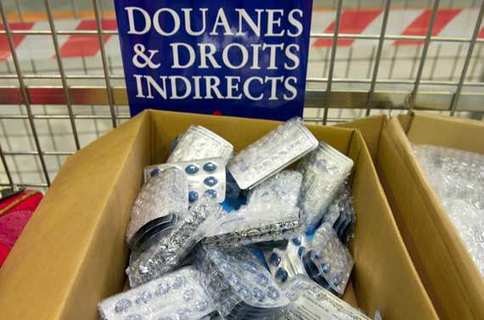 DOUANES
& DROITS
INDIRECTS